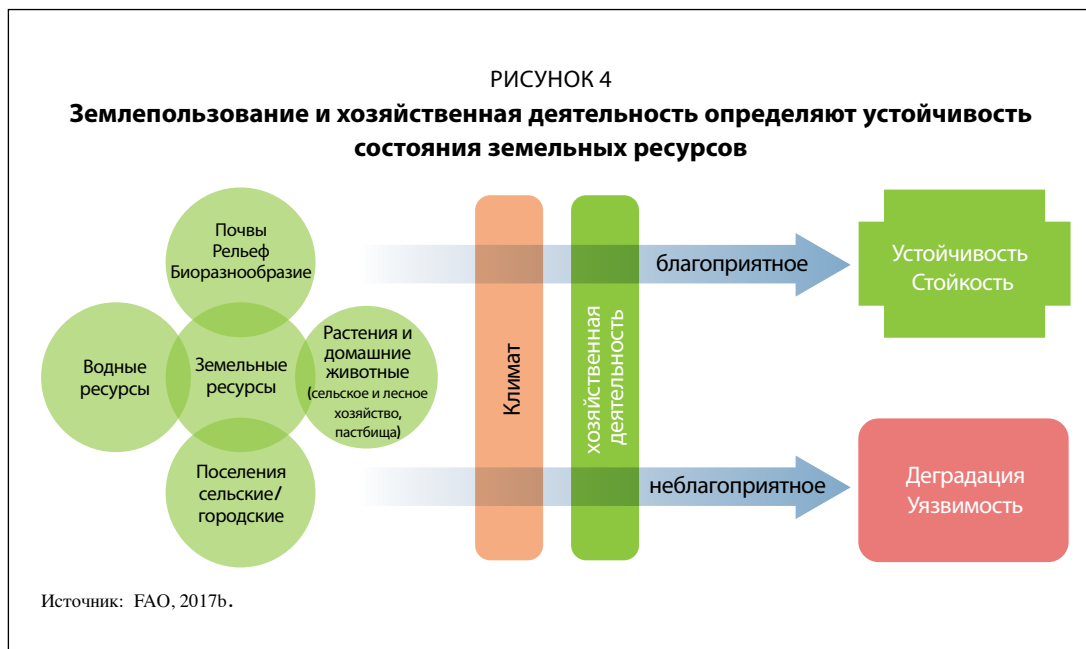 РИСУНОК 4
Землепользование и хозяйственная деятельность определяют устойчивость
состояния земельных ресурсов
Почвы
Рельеф
Биоразнообразие
Водные
ресурсы
Земельные
ресурсы
Растения и
домашние
животные
(сельское и лесное
хозяйство,
пастбища)
Поселения
сельские/
городские
Климат
хозяйственная
деятельность
благоприятное
неблагоприятное
Устойчивость
Стойкость
Деградация
Уязвимость
Источник: FAO, 2017b.